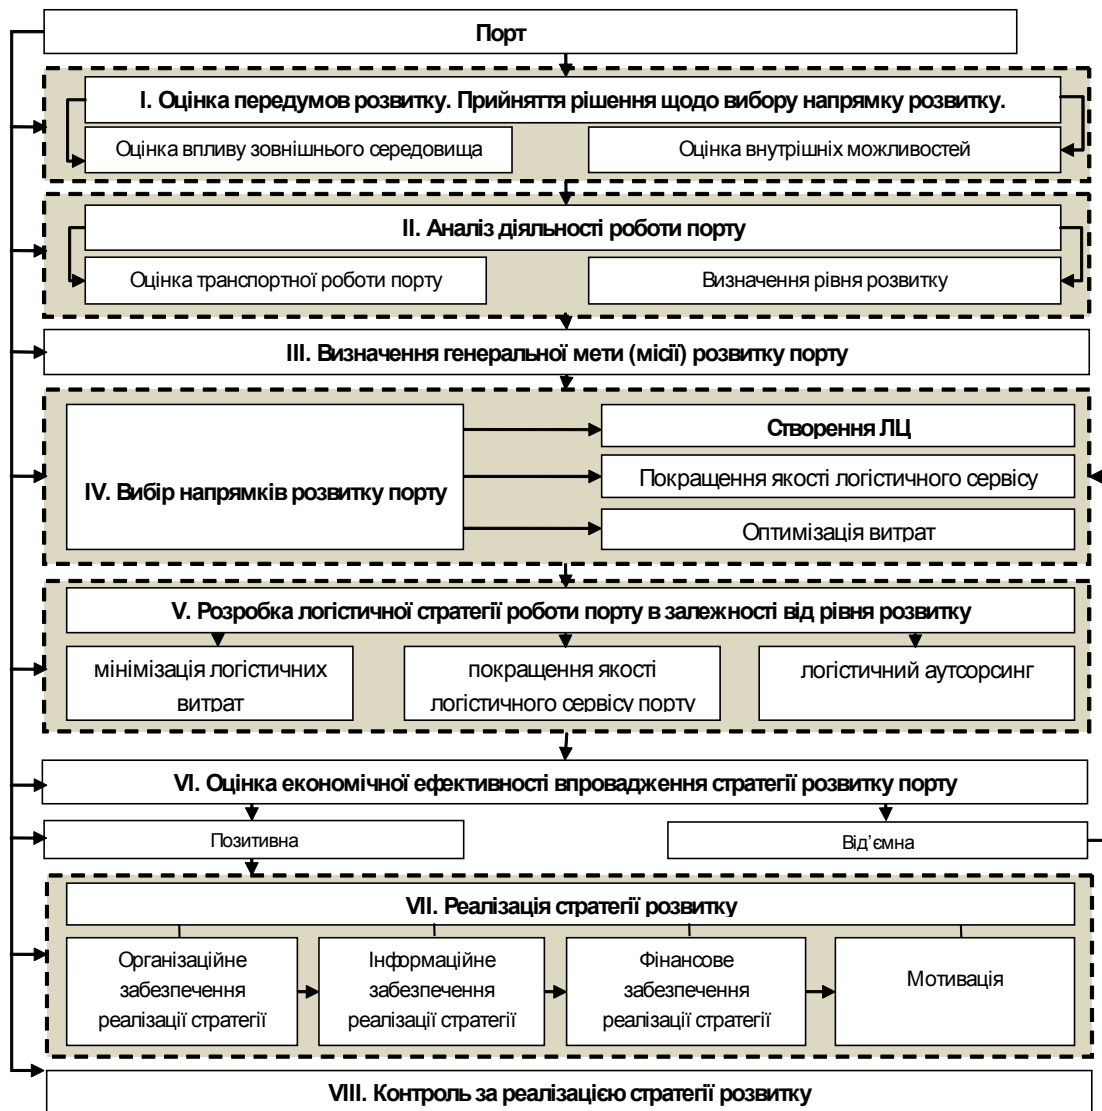 Порт
I. Оцінка передумов розвитку. Прийняття рішення щодо вибору напрямку розвитку.
Оцінка впливу зовнішнього середовища
Оцінка внутрішніх можливостей
II. Аналіз діяльності роботи порту
Оцінка транспортної роботи порту
Визначення рівня розвитку
III. Визначення генеральної мети (місії) розвитку порту
IV. Вибір напрямків розвитку порту
Створення ЛЦ
Покращення якості логістичного сервісу
Оптимізація витрат
V. Розробка логістичної стратегії роботи порту в залежності від рівня розвитку
мінімізація логістичних
витрат
покращення якості
логістичного сервісу порту
логістичний аутсорсинг
VI. Оцінка економічної ефективності впровадження стратегії розвитку порту
Позитивна
Від’ємна
VII. Реалізація стратегії розвитку
Організаційне
забезпечення
реалізації стратегії
Інформаційне
забезпечення
реалізації стратегії
Фінансове
забезпечення
реалізації стратегії
Мотивація
VIII. Контроль за реалізацією стратегії розвитку